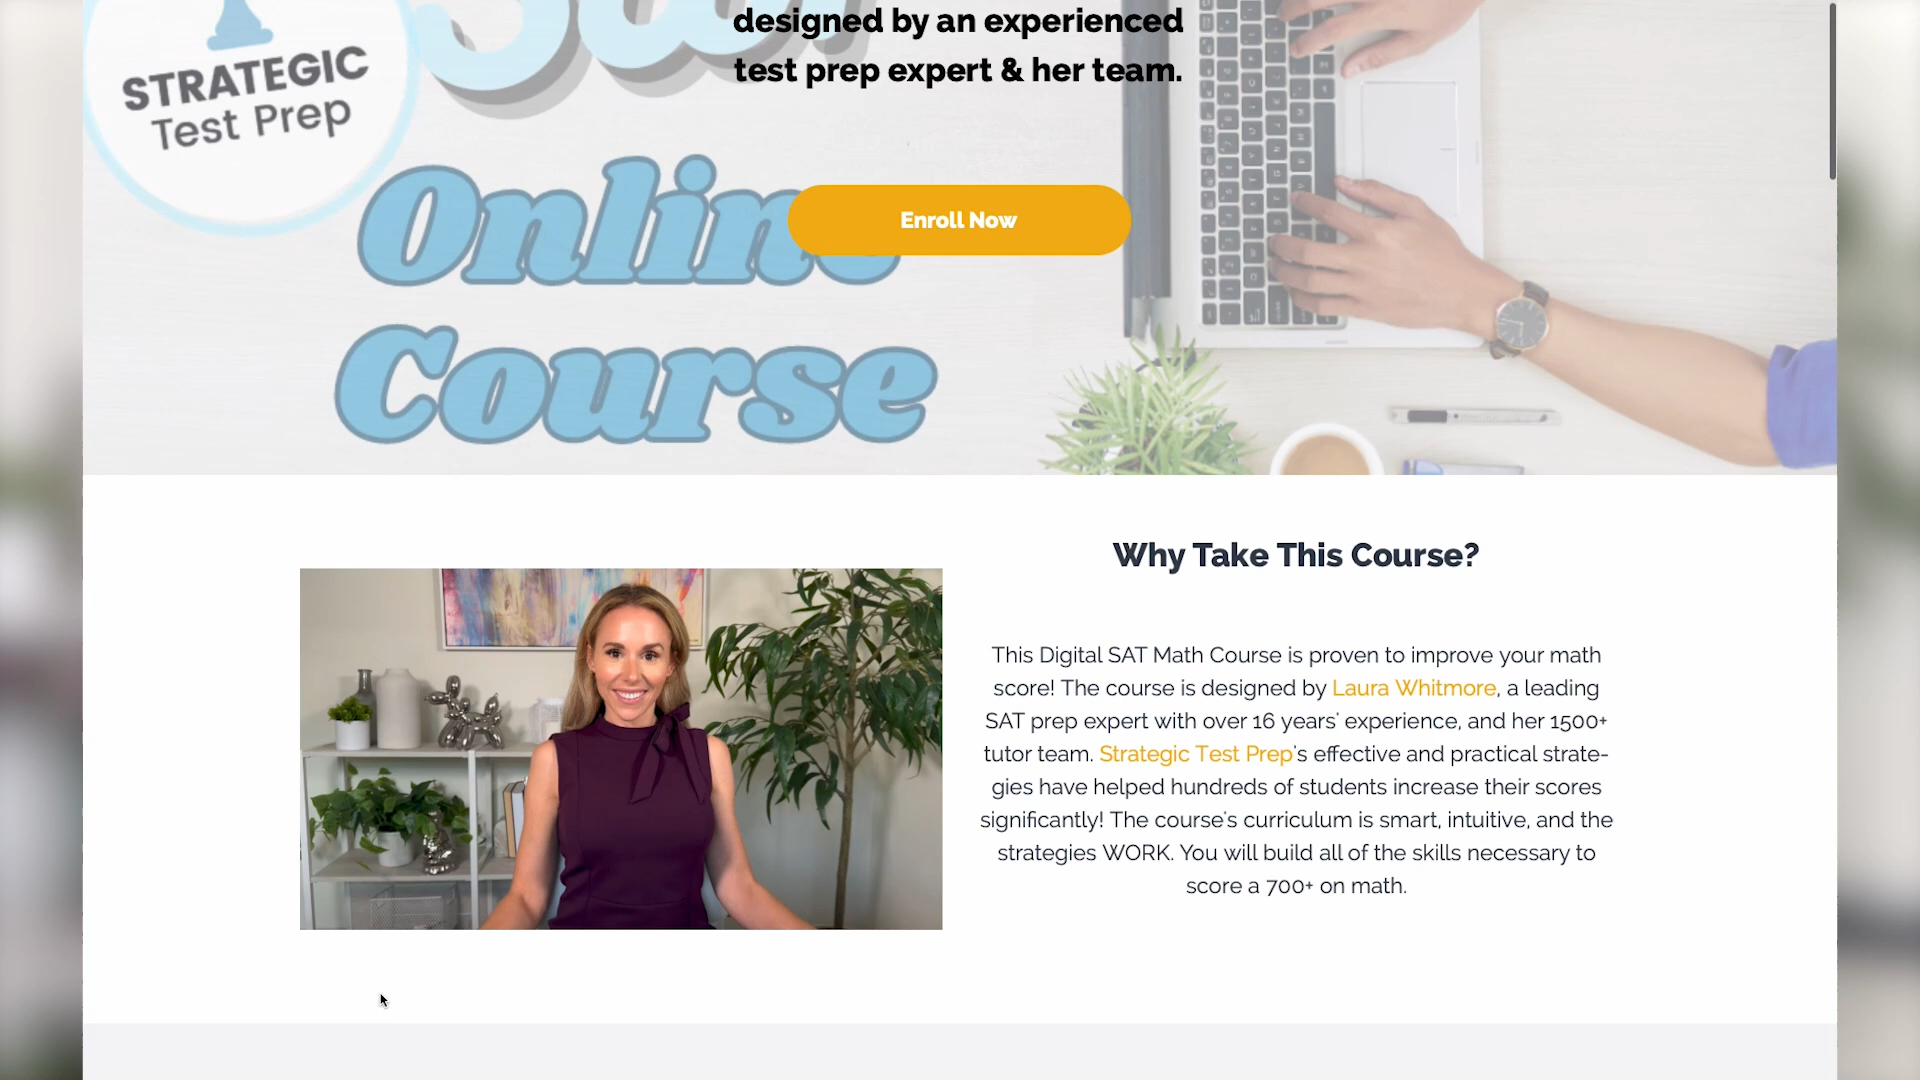 designed by an experienced
test prep expert & her team.
STRATEGIC
Test Prep
Online
Enroll Now
Course
Why Take This Course?
This Digital SAT Math Course is proven to improve your math
score! The course is designed by Laura Whitmore, a leading
SAT prep expert with over 16 years' experience, and her 1500+
tutor team. Strategic Test Prep's effective and practical strate-
gies have helped hundreds of students increase their scores
significantly! The course's curriculum is smart, intuitive, and the
strategies WORK. You will build all of the skills necessary to
score a 700+ on math.